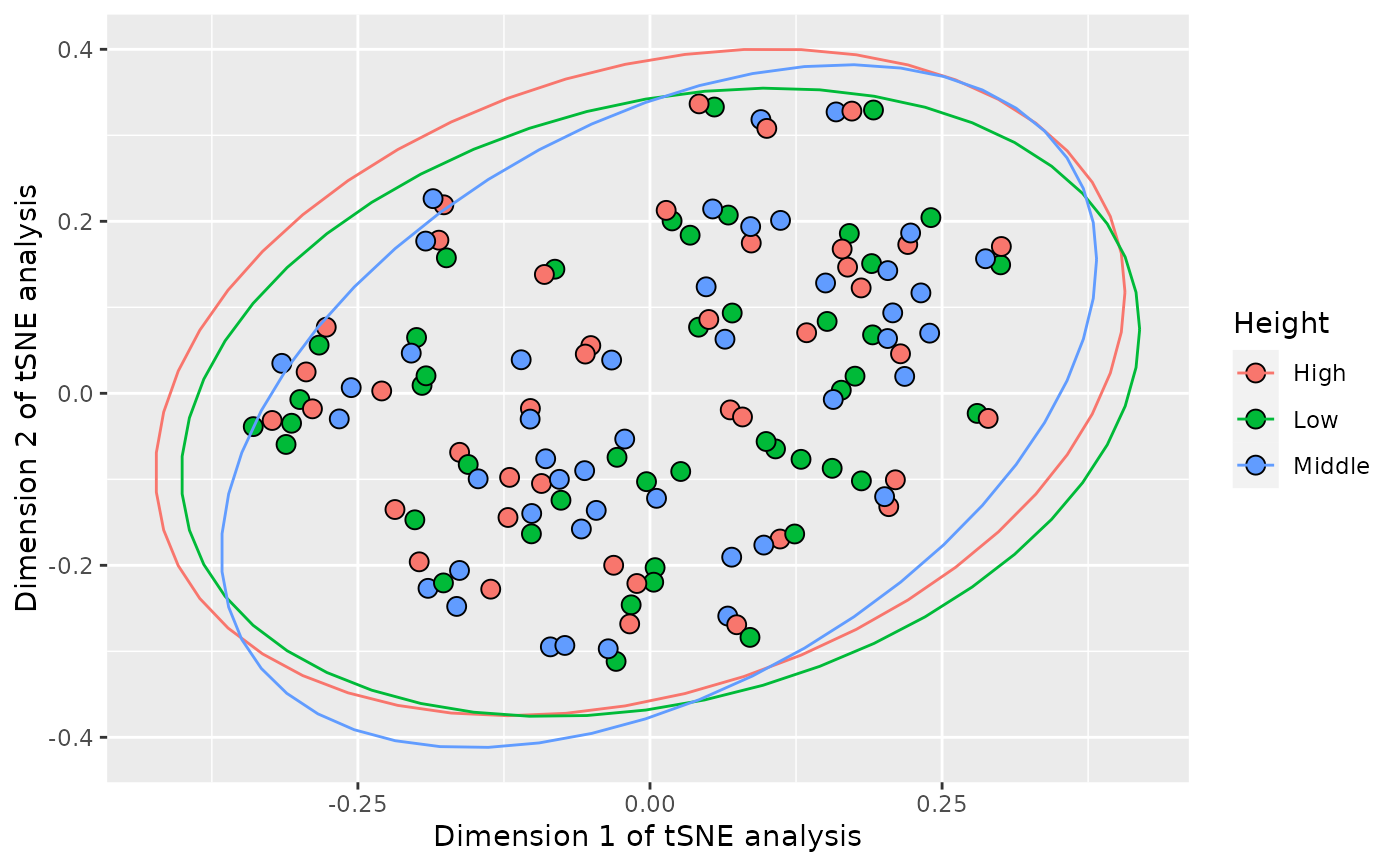 0.4
0.2
0.0
-0.2
-0.4
Dimension 2 of tSNE analysis
-0.25
0.00
0.25
Dimension 1 of tSNE analysis
Height
High
Low
Middle